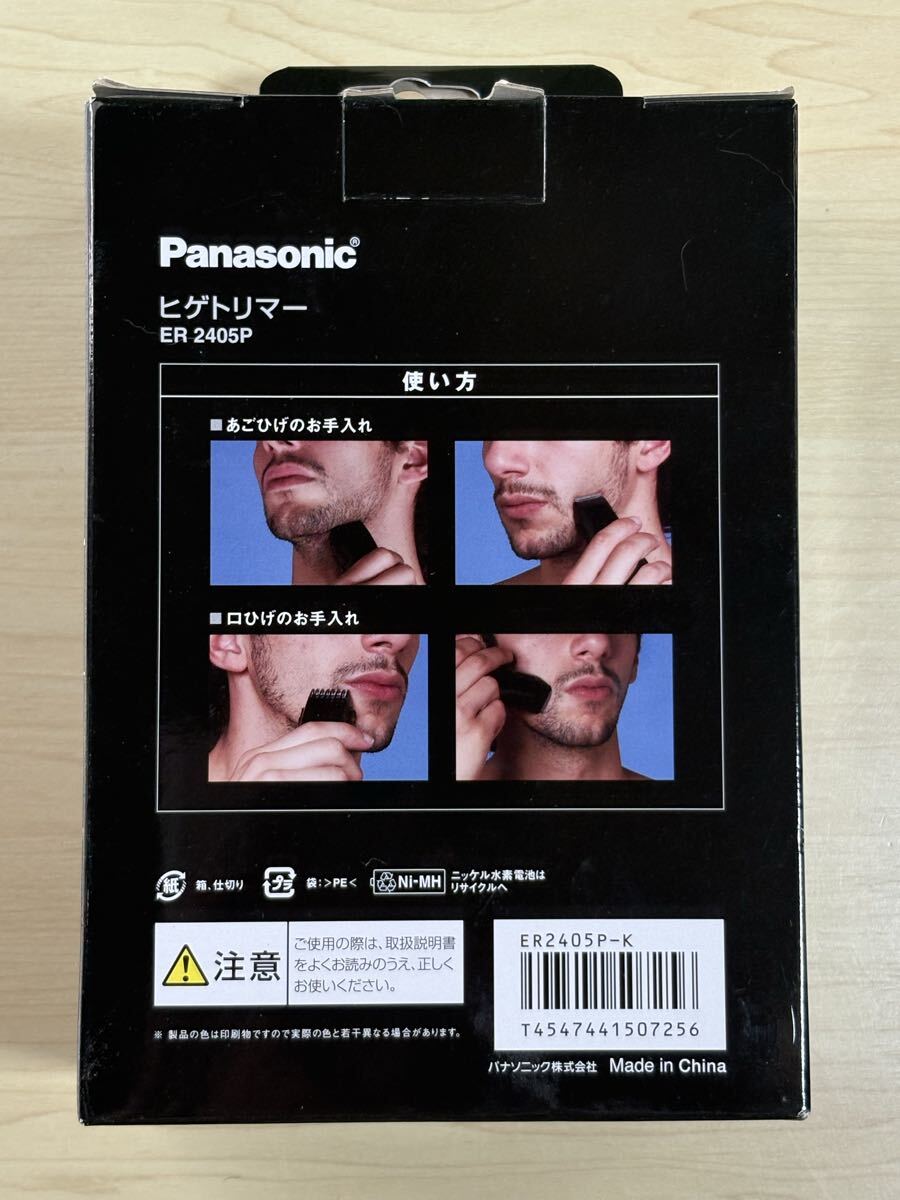 Panasonic®
ヒゲトリマー
ER 2405P
使い方
■あごひげのお手入れ
■口ひげのお手入れ
紙 箱、仕切り
プラ 袋:>PE<
Ni-MH ニッケル水素電池は
リサイクルへ
注意
ご使用の際は、取扱説明書
をよくお読みのうえ、正しく
お使いください。
※ 製品の色は印刷物ですので実際の色と若干異なる場合があります。
ER2405P-K
T4547441507256
パナソニック株式会社 Made in China